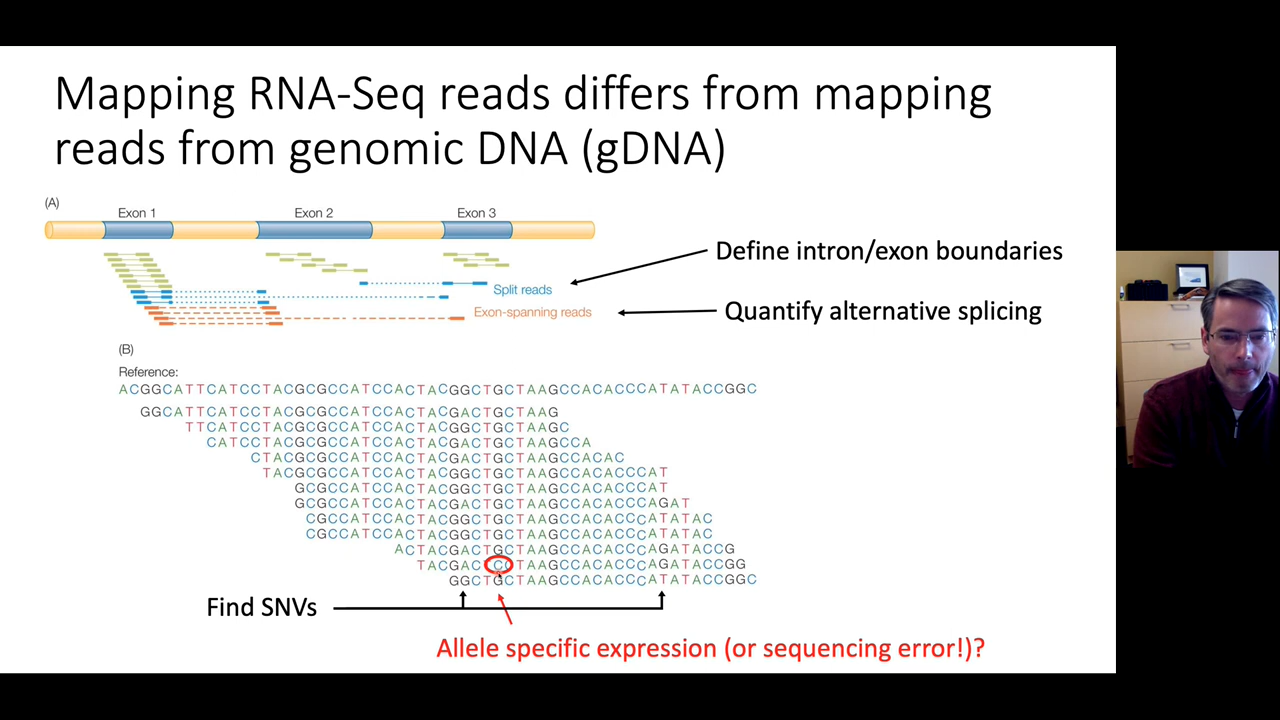 Mapping RNA-Seq reads differs from mapping
reads from genomic DNA (gDNA)
(A)
Exon 1 Exon 2 Exon 3
Define intron/exon boundaries
Split reads
Exon-spanning reads
Quantify alternative splicing
(B)
Reference:
ACGGCATTCATCCTACGCGCCATCCACTACGGCTGCTAAGCCACACCCATATACCGGC
GGCATTCATCCTACGCGCCATCCACTACGACTGCTAAG
TTCATCCTACGCGCCATCCACTACGGCTGCTAAGC
CATCCTACGCGCCATCCACTACGACTGCTAAGCCA
CTACGCGCCATCCACTACGACTGCTAAGCCACAC
TACGCGCCATCCACTACGGCTGCTAAGCCACACCCAT
GCGCCATCCACTACGGCTGCTAAGCCACACCCAT
GCGCCATCCACTACGACTGCTAAGCCACACCCAGAT
CGCCATCCACTACGGCTGCTAAGCCACACCCATATAC
CGCCATCCACTACGGCTGCTAAGCCACACCCATATAC
ACTACGACTGCTAAGCCACACCCAGATACCG
TACGACTCCTAAGCCACACCCAGATACCGG
GGCTGCTAAGCCACACCCATATACCGGC
Find SNVs
Allele specific expression (or sequencing error!)?